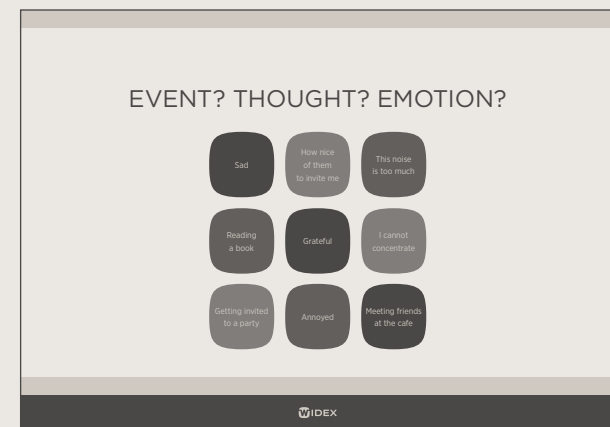 EVENT? THOUGHT? EMOTION?
Sad
How nice
of them
to invite me
This noise
is too much
Reading
a book
Grateful
I cannot
concentrate
Getting invited
to a party
Annoyed
Meeting friends
at the cafe
WIDEX